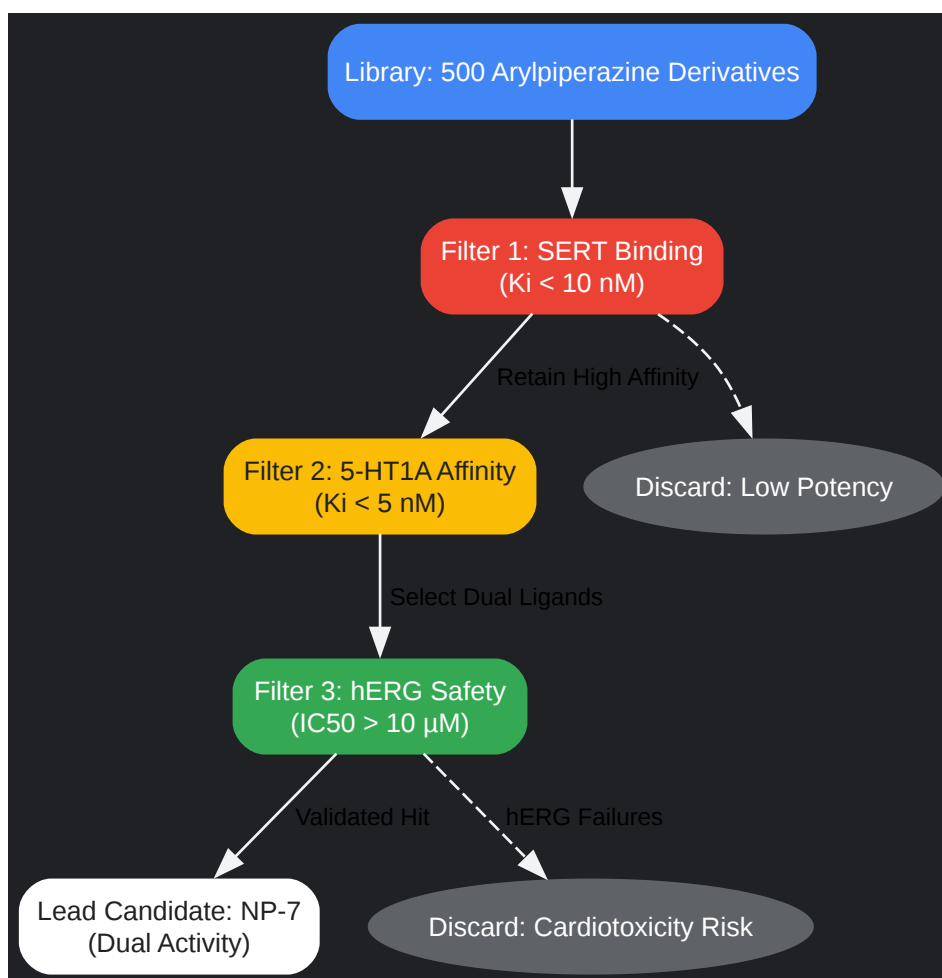 Library: 500 Arylpiperazine Derivatives
Filter 1: SERT Binding
(Ki < 10 nM)
Retain High Affinity
Filter 2: 5-HT1A Affinity
(Ki < 5 nM)
Discard: Low Potency
Select Dual Ligands
Filter 3: hERG Safety
(IC50 > 10 µM)
Validated Hit
hERG Failures
Lead Candidate: NP-7
(Dual Activity)
Discard: Cardiotoxicity Risk